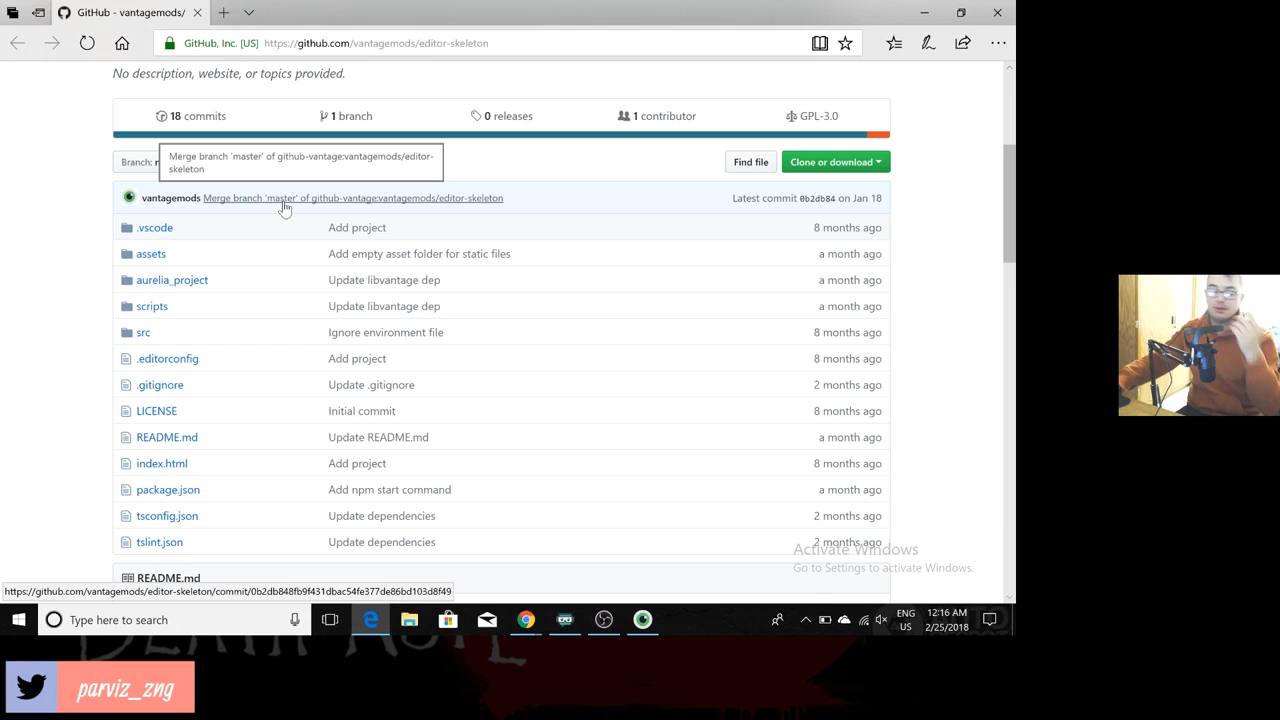 GitHub - vantagemods/
GitHub, Inc. [US] https://github.com/vantagemods/editor-skeleton
No description, website, or topics provided.
18 commits 1 branch 0 releases 1 contributor GPL-3.0
Branch: Find file Clone or download
Merge branch 'master' of github-vantage:vantagemods/editor-
skeleton
vantagemods Merge branch 'master' of github-vantage:vantagemods/editor-skeleton Latest commit 0b2db84 on Jan 18
.vscode Add project 8 months ago
assets Add empty asset folder for static files a month ago
aurelia_project Update libvantage dep a month ago
scripts Update libvantage dep a month ago
src Ignore environment file 8 months ago
.editorconfig Add project 8 months ago
.gitignore Update .gitignore 2 months ago
LICENSE Initial commit 8 months ago
README.md Update README.md a month ago
index.html Add project 8 months ago
package.json Add npm start command a month ago
tsconfig.json Update dependencies 2 months ago
tslint.json Update dependencies 2 months ago
Activate Windows
Go to Settings to activate Windows.
README.md
https://github.com/vantagemods/editor-skeleton/commit/0b2db848fb9f431dbac54fe377de86bd103d8f49
Type here to search
ENG
US
12:16 AM
2/25/2018
DEATH NOTE
parviz_zng